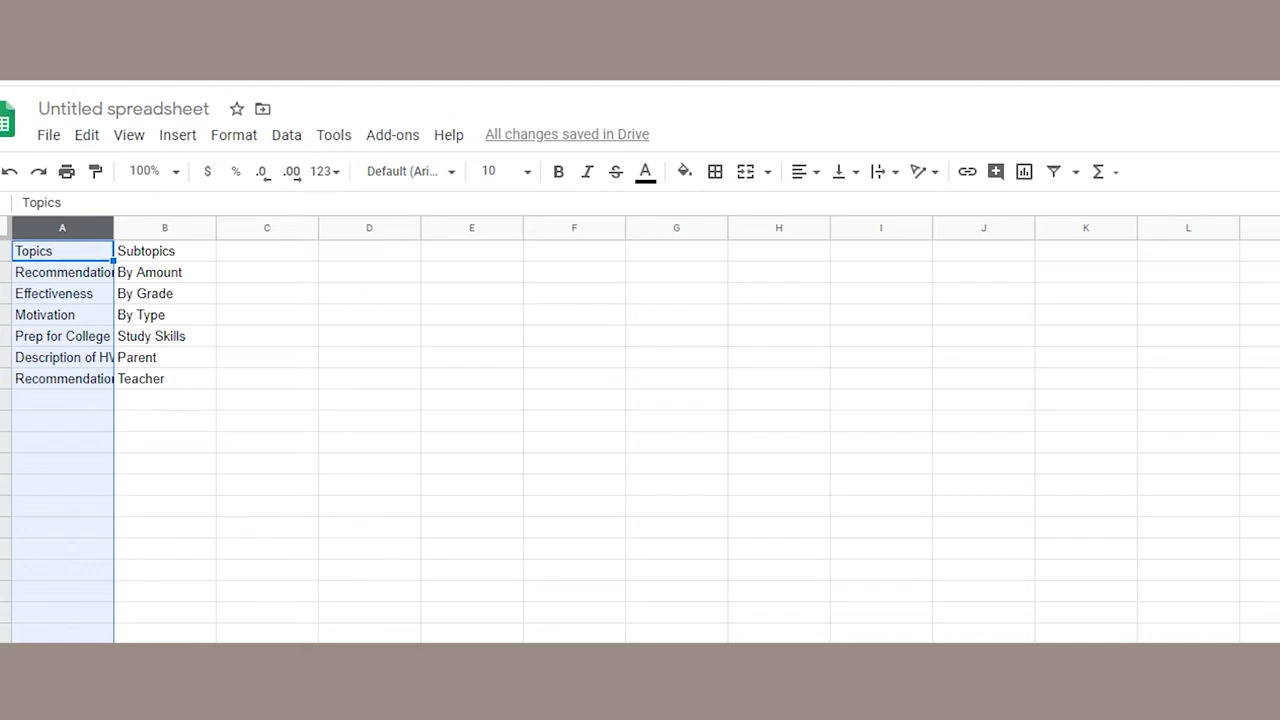 Untitled spreadsheet
File Edit View Insert Format Data Tools Add-ons Help All changes saved in Drive
100% $ % .0 .00 123 Default (Ari... 10 B I S A Σ
Topics
A B C D E F G H I J K L
Topics Subtopics
Recommendation By Amount
Effectiveness By Grade
Motivation By Type
Prep for College Study Skills
Description of HW Parent
Recommendation Teacher